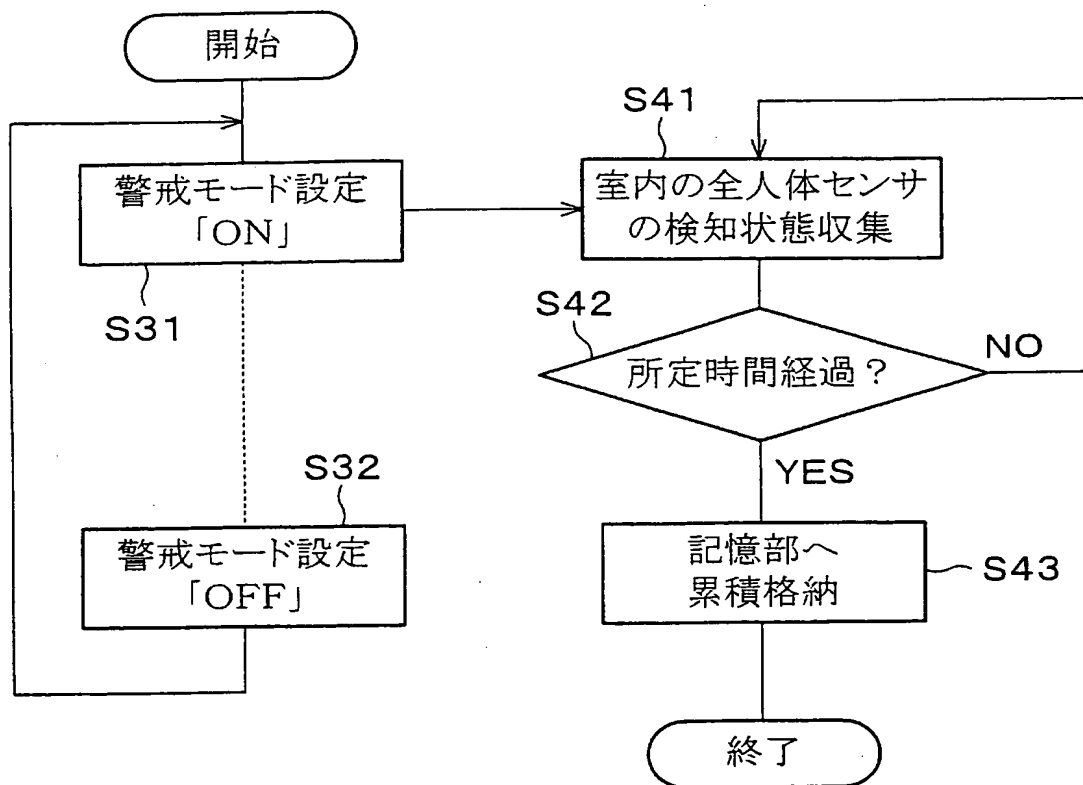 開始
警戒モード設定
「ON」
S31
S32
警戒モード設定
「OFF」
S41
室内の全人体センサ
の検知状態収集
S42
所定時間経過?
NO
YES
記憶部へ
累積格納
S43
終了